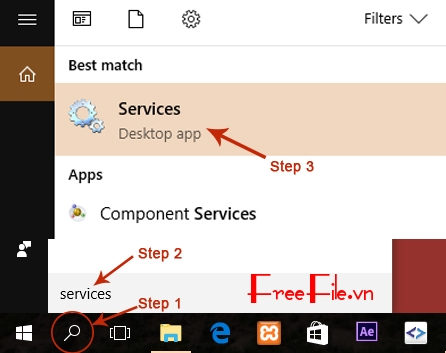 Filters
Best match
Services
Desktop app
Step 3
Apps
Component Services
Step 2
services
FreeFile.vn
Step 1
Ae